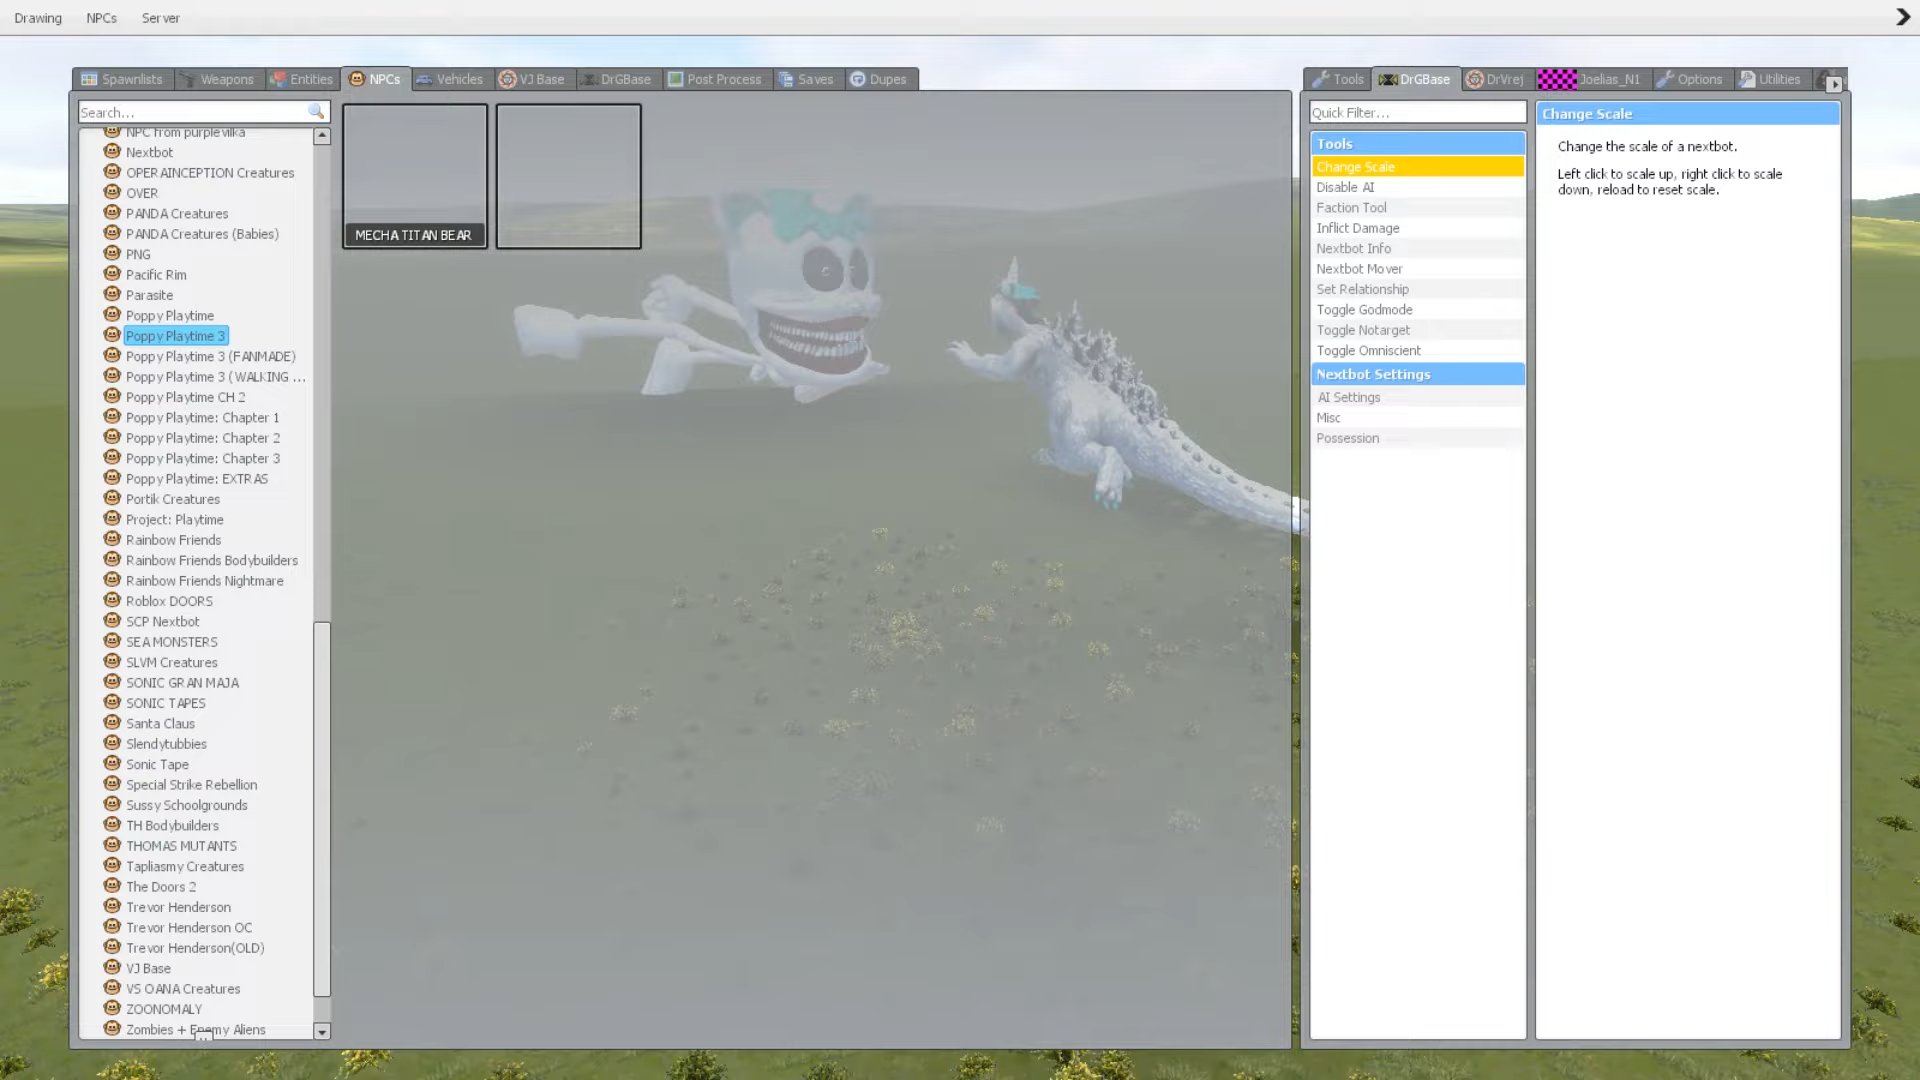 Drawing NPCs Server
Spawnlists Weapons Entities NPCs Vehicles VJ Base DrGBase Post Process Saves Dupes
Tools DrGBase DrVrej Joelias_N1 Options Utilities
Search...
NPC from purplevilka
Nextbot
OPERAINCEPTION Creatures
OVER
PANDA Creatures
PANDA Creatures (Babies)
PNG
Pacific Rim
Parasite
Poppy Playtime
Poppy Playtime 3
Poppy Playtime 3 (FANMADE)
Poppy Playtime 3 ( WALKING ...
Poppy Playtime CH 2
Poppy Playtime: Chapter 1
Poppy Playtime: Chapter 2
Poppy Playtime: Chapter 3
Poppy Playtime: EXTRAS
Portik Creatures
Project: Playtime
Rainbow Friends
Rainbow Friends Bodybuilders
Rainbow Friends Nightmare
Roblox DOORS
SCP Nextbot
SEA MONSTERS
SLVM Creatures
SONIC GRAN MAJA
SONIC TAPES
Santa Claus
Slendytubbies
Sonic Tape
Special Strike Rebellion
Sussy Schoolgrounds
TH Bodybuilders
THOMAS MUTANTS
Tapliasmy Creatures
The Doors 2
Trevor Henderson
Trevor Henderson OC
Trevor Henderson(OLD)
VJ Base
VS OANA Creatures
ZOONOMALY
Zombies + Enemy Aliens
MECHA TITAN BEAR
Quick Filter...
Tools
Change Scale
Disable AI
Faction Tool
Inflict Damage
Nextbot Info
Nextbot Mover
Set Relationship
Toggle Godmode
Toggle Notarget
Toggle Omniscient
Nextbot Settings
AI Settings
Misc
Possession
Change Scale
Change the scale of a nextbot.
Left click to scale up, right click to scale
down, reload to reset scale.